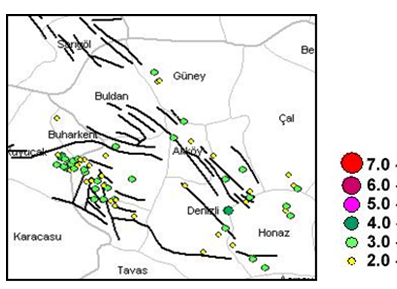 Sarıgöl
Be
Güney
Buldan
Çal
Buharkent
Kuyucak
Akköy
Denizli
Karacasu
Honaz
Tavas
7.0 -
6.0 -
5.0 -
4.0 -
3.0 -
2.0 -